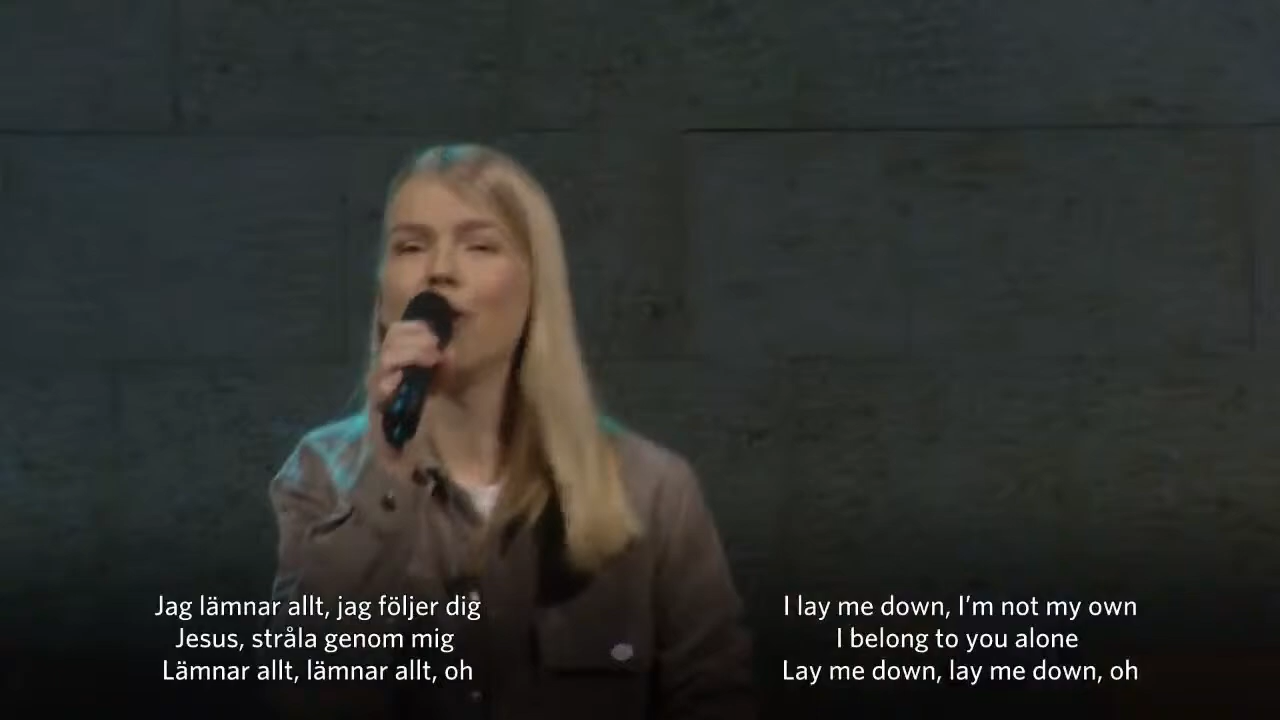 Jag lämnar allt, jag följer dig
Jesus, stråla genom mig
Lämnar allt, lämnar allt, oh
I lay me down, I'm not my own
I belong to you alone
Lay me down, lay me down, oh